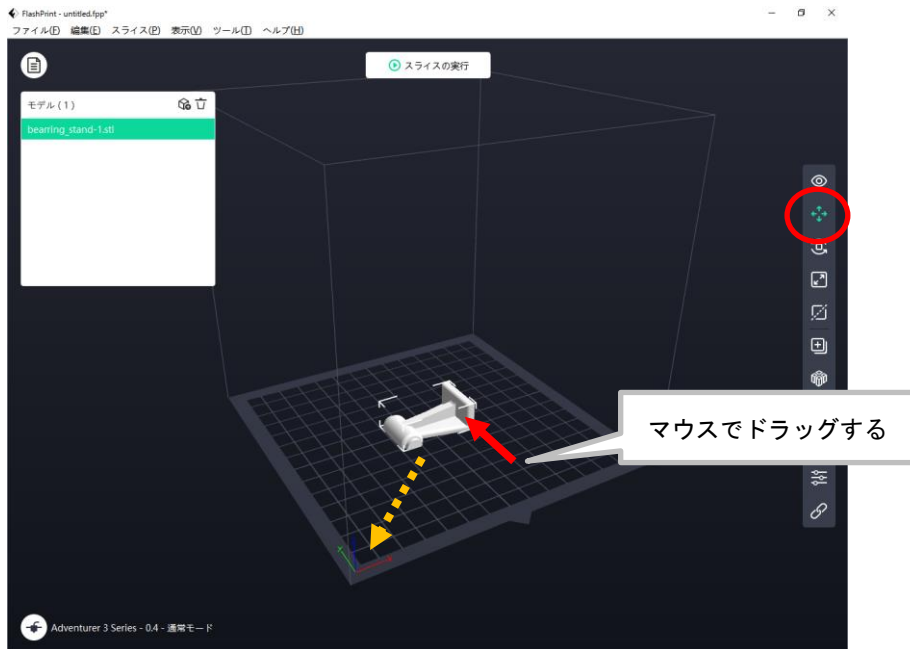 FlashPrint - untitled.fpp*
ファイル(F) 編集(E) スライス(P) 表示(V) ツール(T) ヘルプ(H)
スライスの実行
モデル ( 1 )
bearring_stand-1.stl
マウスでドラッグする
Adventurer 3 Series - 0.4 - 通常モード